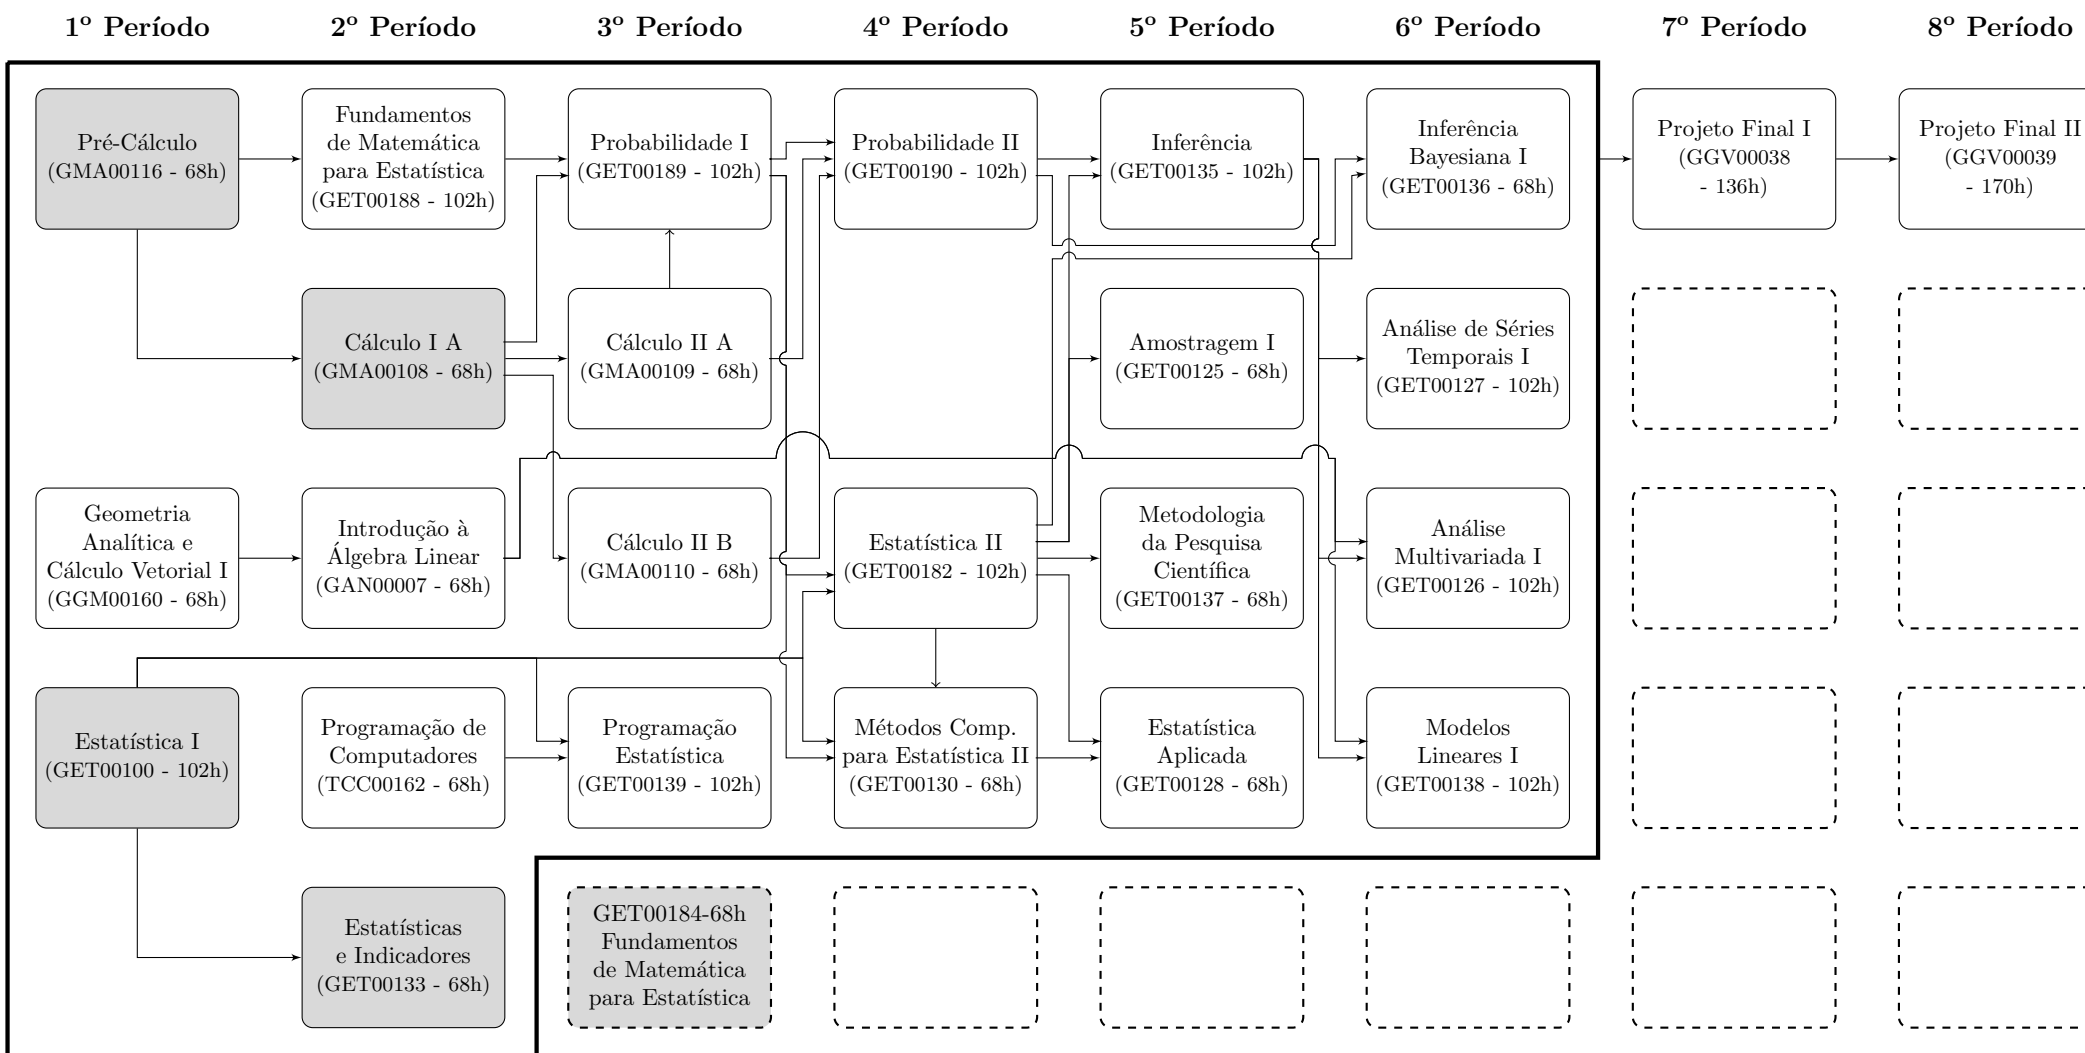 1º Período
2º Período
3º Período
4º Período
5º Período
6º Período
7º Período
8º Período
Pré-Cálculo
(GMA00116 - 68h)
Fundamentos
de Matemática
para Estatística
(GET00188 - 102h)
Probabilidade I
(GET00189 - 102h)
Probabilidade II
(GET00190 - 102h)
Inferência
(GET00135 - 102h)
Inferência
Bayesiana I
(GET00136 - 68h)
Projeto Final I
(GGV00038
- 136h)
Projeto Final II
(GGV00039
- 170h)
Cálculo I A
(GMA00108 - 68h)
Cálculo II A
(GMA00109 - 68h)
Amostragem I
(GET00125 - 68h)
Análise de Séries
Temporais I
(GET00127 - 102h)
Geometria
Analítica e
Cálculo Vetorial I
(GGM00160 - 68h)
Introdução à
Álgebra Linear
(GAN00007 - 68h)
Cálculo II B
(GMA00110 - 68h)
Estatística II
(GET00182 - 102h)
Metodologia
da Pesquisa
Científica
(GET00137 - 68h)
Análise
Multivariada I
(GET00126 - 102h)
Estatística I
(GET00100 - 102h)
Programação de
Computadores
(TCC00162 - 68h)
Programação
Estatística
(GET00139 - 102h)
Métodos Comp.
para Estatística II
(GET00130 - 68h)
Estatística
Aplicada
(GET00128 - 68h)
Modelos
Lineares I
(GET00138 - 102h)
Estatísticas
e Indicadores
(GET00133 - 68h)
GET00184-68h
Fundamentos
de Matemática
para Estatística